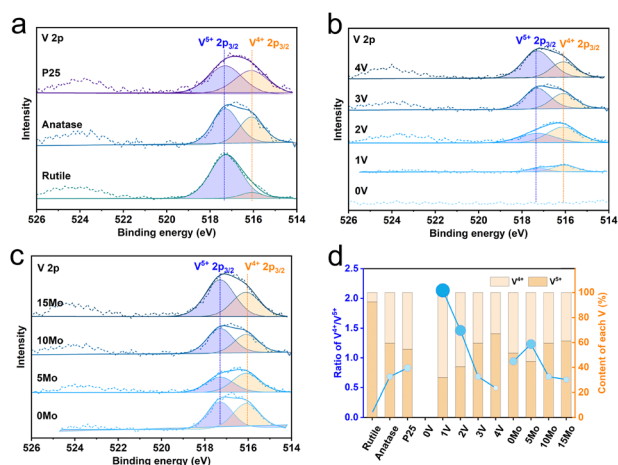 a
V 2p
V⁵⁺ 2p₃/₂
V⁴⁺ 2p₃/₂
P25
Anatase
Rutile
Intensity
526 524 522 520 518 516 514
Binding energy (eV)
b
V 2p
V⁵⁺ 2p₃/₂
V⁴⁺ 2p₃/₂
4V
3V
2V
1V
0V
Intensity
526 524 522 520 518 516 514
Binding energy (eV)
c
V 2p
V⁵⁺ 2p₃/₂
V⁴⁺ 2p₃/₂
15Mo
10Mo
5Mo
0Mo
Intensity
526 524 522 520 518 516 514
Binding energy (eV)
d
V⁴⁺ V⁵⁺
2.5
2.0
1.5
1.0
0.5
0.0
Ratio of V⁴⁺/V⁵⁺
100
80
60
40
20
0
Content of each V (%)
Rutile Anatase P25 0V 1V 2V 3V 4V 0Mo 5Mo 10Mo 15Mo